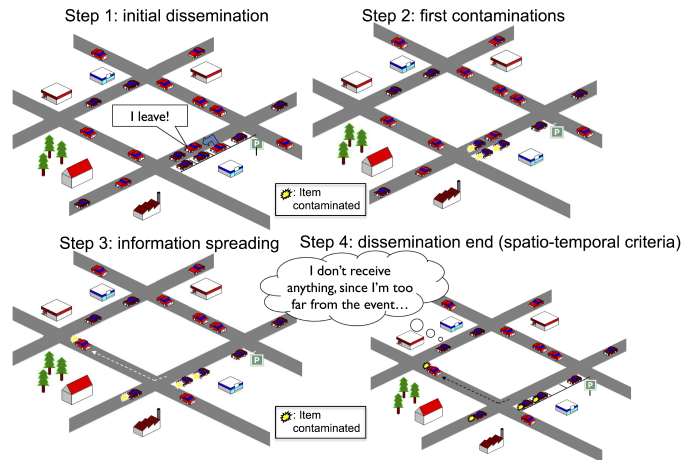 Step 1: initial dissemination
Step 2: first contaminations
I leave!
P
P
: Item
contaminated
Step 3: information spreading
Step 4: dissemination end (spatio-temporal criteria)
I don't receive
anything, since I'm too
far from the event...
P
P
: Item
contaminated